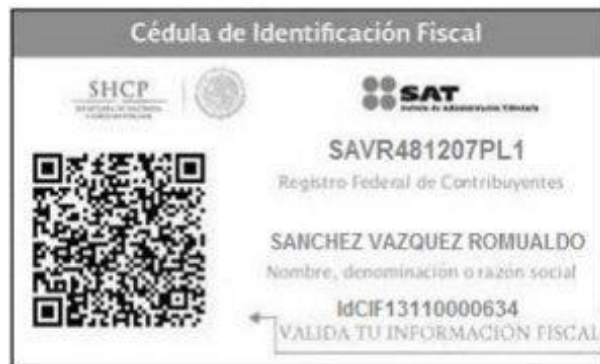 Cédula de Identificación Fiscal
SHCP
SAT
SAVR481207PL1
Registro Federal de Contribuyentes
SANCHEZ VAZQUEZ ROMUALDO
Nombre, denominación o razón social
idCIF13110000634
VALIDA TU INFORMACIÓN FISCAL